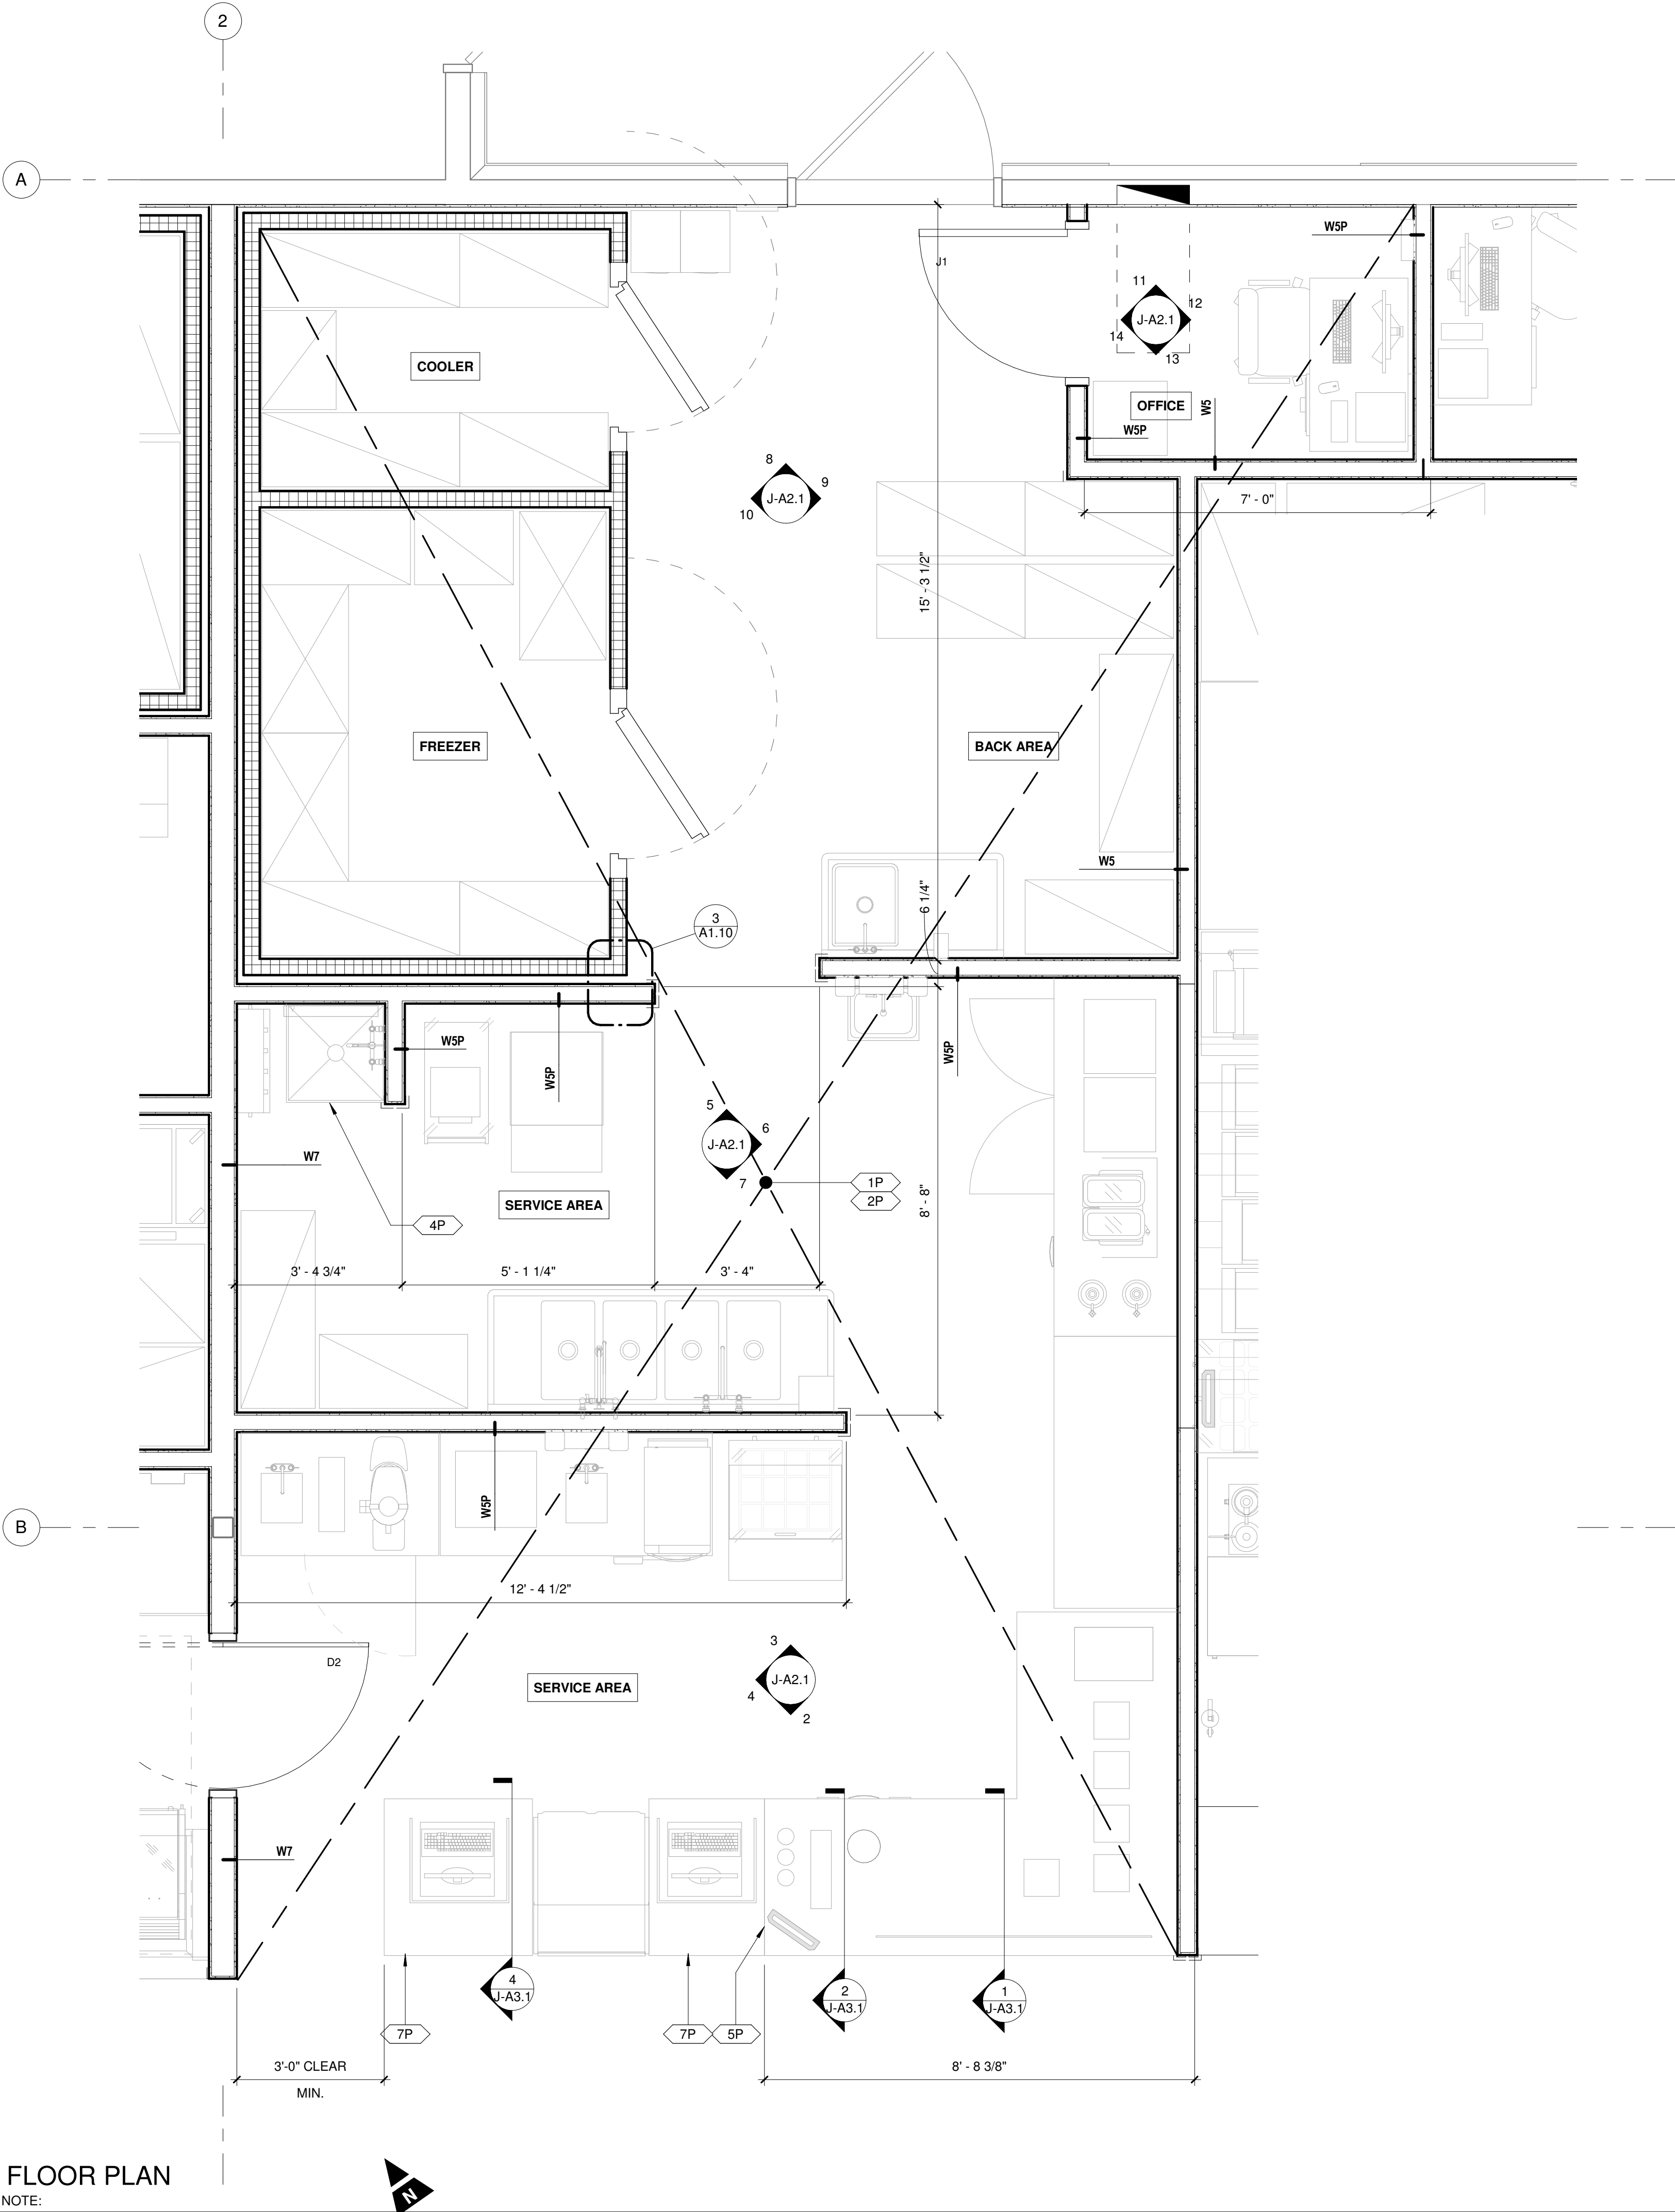 2
A
W5P
J1
11
12
J-A2.1
14
13
COOLER
OFFICE
W5
W5P
8
9
J-A2.1
10
7' - 0"
15' - 3 1/2"
FREEZER
BACK AREA
W5
6 1/4"
3
A1.10
W5P
W5P
W5P
5
6
J-A2.1
7
W7
1P
2P
SERVICE AREA
8' - 8"
4P
3' - 4 3/4"
5' - 1 1/4"
3' - 4"
W5P
B
12' - 4 1/2"
3
D2
J-A2.1
SERVICE AREA
4
2
W7
4
J-A3.1
2
J-A3.1
1
J-A3.1
7P
7P
5P
3'-0" CLEAR
MIN.
8' - 8 3/8"
FLOOR PLAN
N
NOTE: